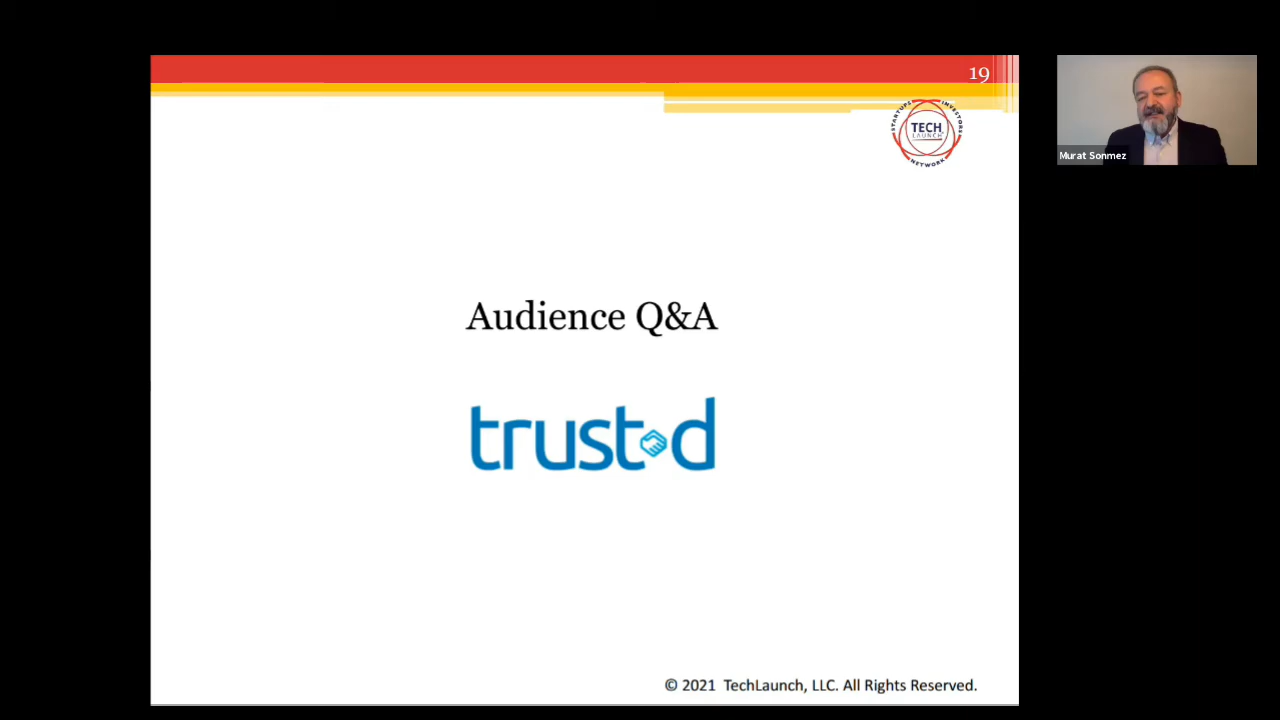 19
STARTUPS INVESTORS
TECH
LAUNCH
NETWORK
Murat Sonmez
Audience Q&A
trusted
© 2021 TechLaunch, LLC. All Rights Reserved.